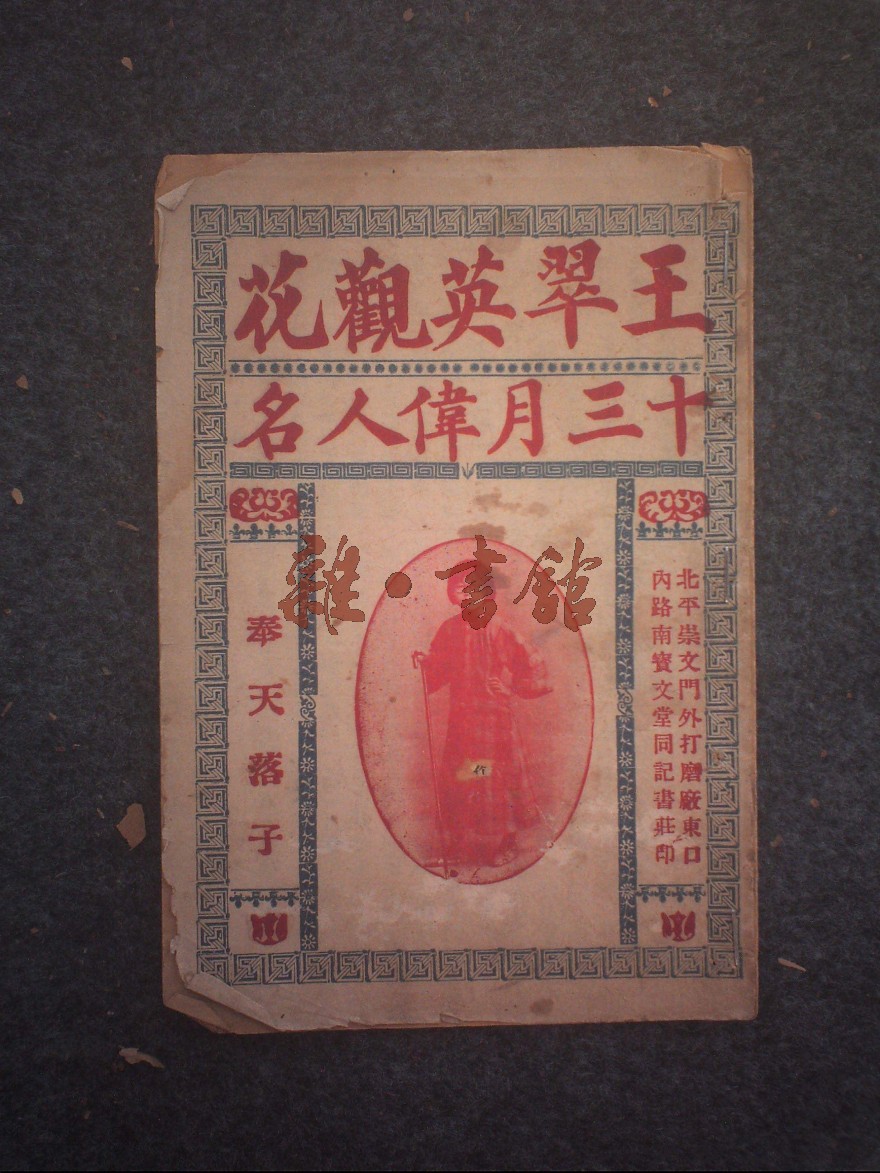 王翠英觀花
十三月偉人名
北平崇文門外打磨廠東口
內路南寳文堂同記書莊印
奉天落子
雜·書館